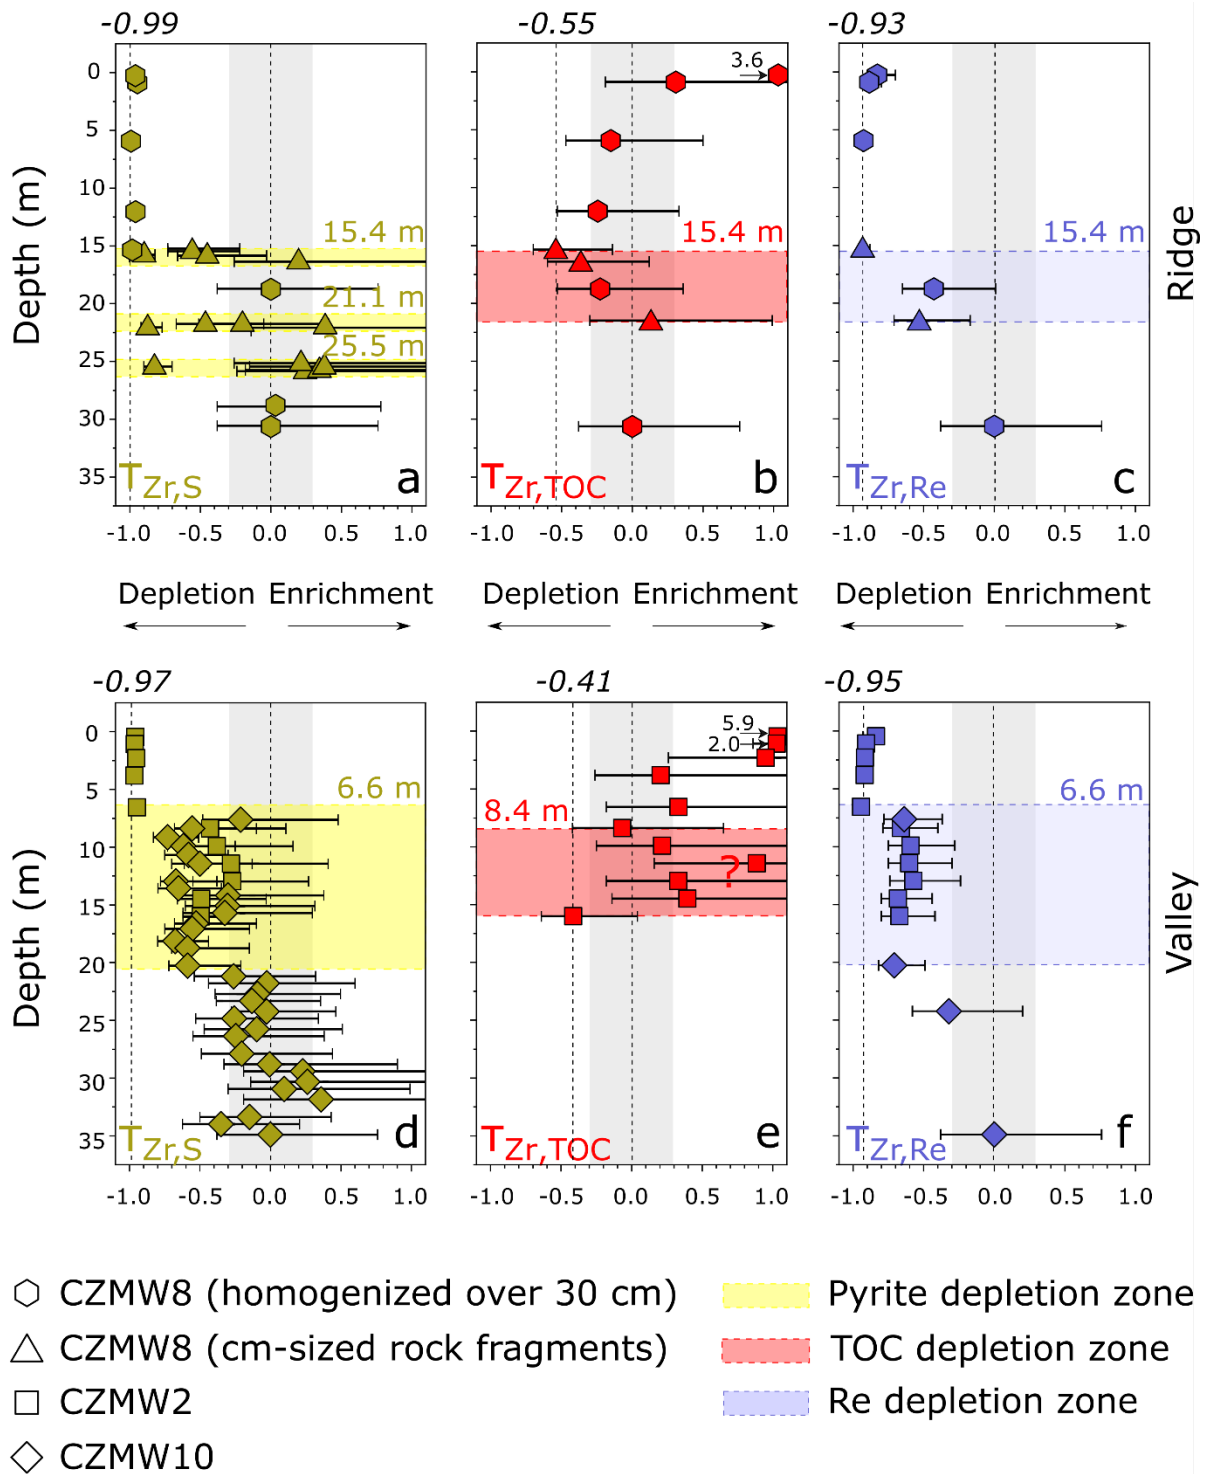 -0.99
-0.55
-0.93
0
5
10
15
20
25
30
35
Depth (m)
15.4 m
21.1 m
25.5 m
T Zr,S
a
3.6
15.4 m
T Zr,TOC
b
15.4 m
T Zr,Re
c
Ridge
-1.0 -0.5 0.0 0.5 1.0
-1.0 -0.5 0.0 0.5 1.0
-1.0 -0.5 0.0 0.5 1.0
Depletion Enrichment
Depletion Enrichment
Depletion Enrichment
-0.97
-0.41
-0.95
0
5
10
15
20
25
30
35
Depth (m)
6.6 m
T Zr,S
d
5.9
2.0
8.4 m
?
T Zr,TOC
e
6.6 m
T Zr,Re
f
Valley
-1.0 -0.5 0.0 0.5 1.0
-1.0 -0.5 0.0 0.5 1.0
-1.0 -0.5 0.0 0.5 1.0
CZMW8 (homogenized over 30 cm)
CZMW8 (cm-sized rock fragments)
CZMW2
CZMW10
Pyrite depletion zone
TOC depletion zone
Re depletion zone